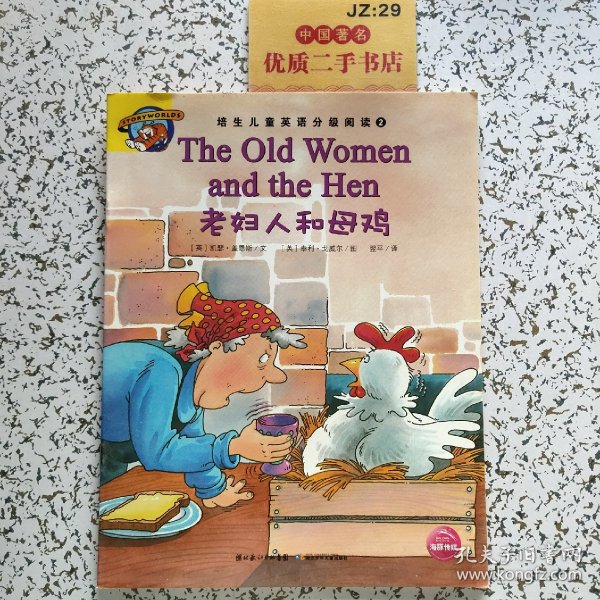 JZ:29
中国著名
优质二手书店
STORYWORLDS
培生儿童英语分级阅读2
The Old Women
and the Hen
老妇人和母鸡
海豚传媒
孔夫子旧书网
www.kongfz.com